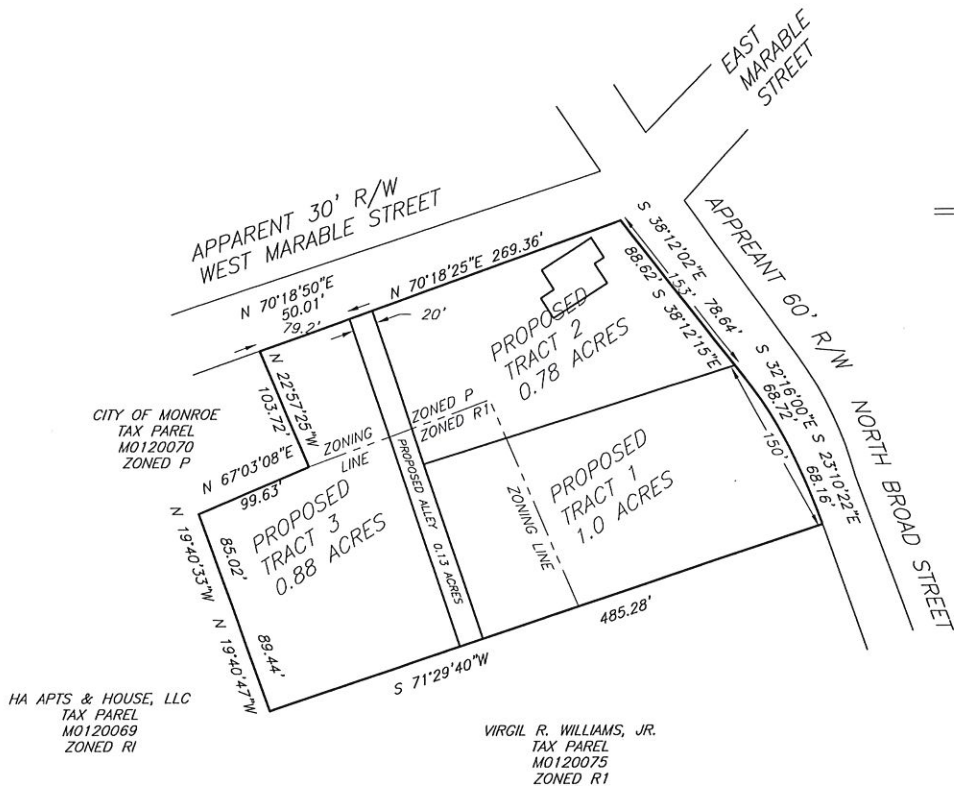 EAST
MARABLE
STREET
APPARENT 30' R/W
WEST MARABLE STREET
N 70°18'50"E
50.01'
79.2'
N 70°18'25"E 269.36'
20'
S 38°12'02"E
88.62'
153'
78.64'
S 38°12'15"E
APPREANT 60' R/W
NORTH BROAD STREET
S 32°16'00"E
68.72'
S 23°10'22"E
68.16'
150'
PROPOSED
TRACT 2
0.78 ACRES
N 22°57'25"W
103.72'
CITY OF MONROE
TAX PAREL
M0120070
ZONED P
ZONING
LINE
ZONED P
ZONED R1
N 67°03'08"E
99.63'
PROPOSED
TRACT 3
0.88 ACRES
PROPOSED ALLEY 0.13 ACRES
ZONING LINE
PROPOSED
TRACT 1
1.0 ACRES
N 19°40'33"W
85.02'
N 19°40'47"W
89.44'
S 71°29'40"W
485.28'
HA APTS & HOUSE, LLC
TAX PAREL
M0120069
ZONED RI
VIRGIL R. WILLIAMS, JR.
TAX PAREL
M0120075
ZONED R1